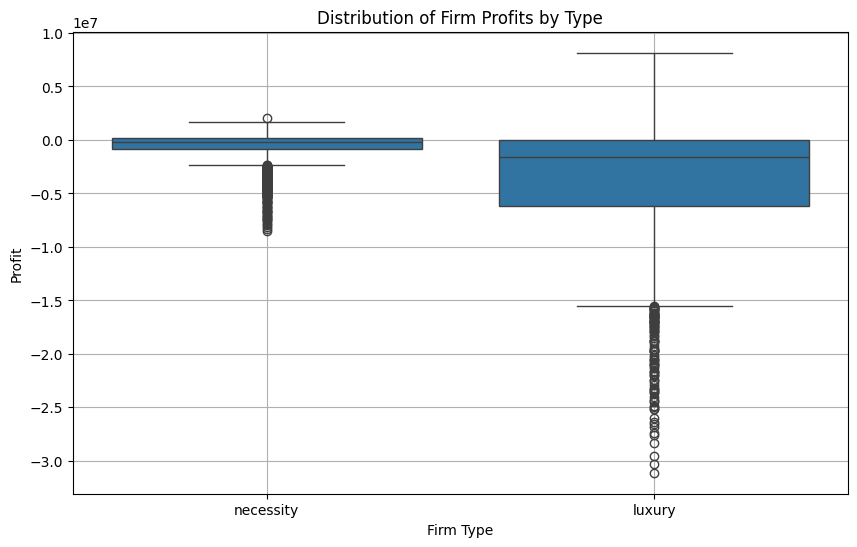 Distribution of Firm Profits by Type
1e7
1.0
0.5
0.0
−0.5
−1.0
−1.5
−2.0
−2.5
−3.0
Profit
necessity
luxury
Firm Type